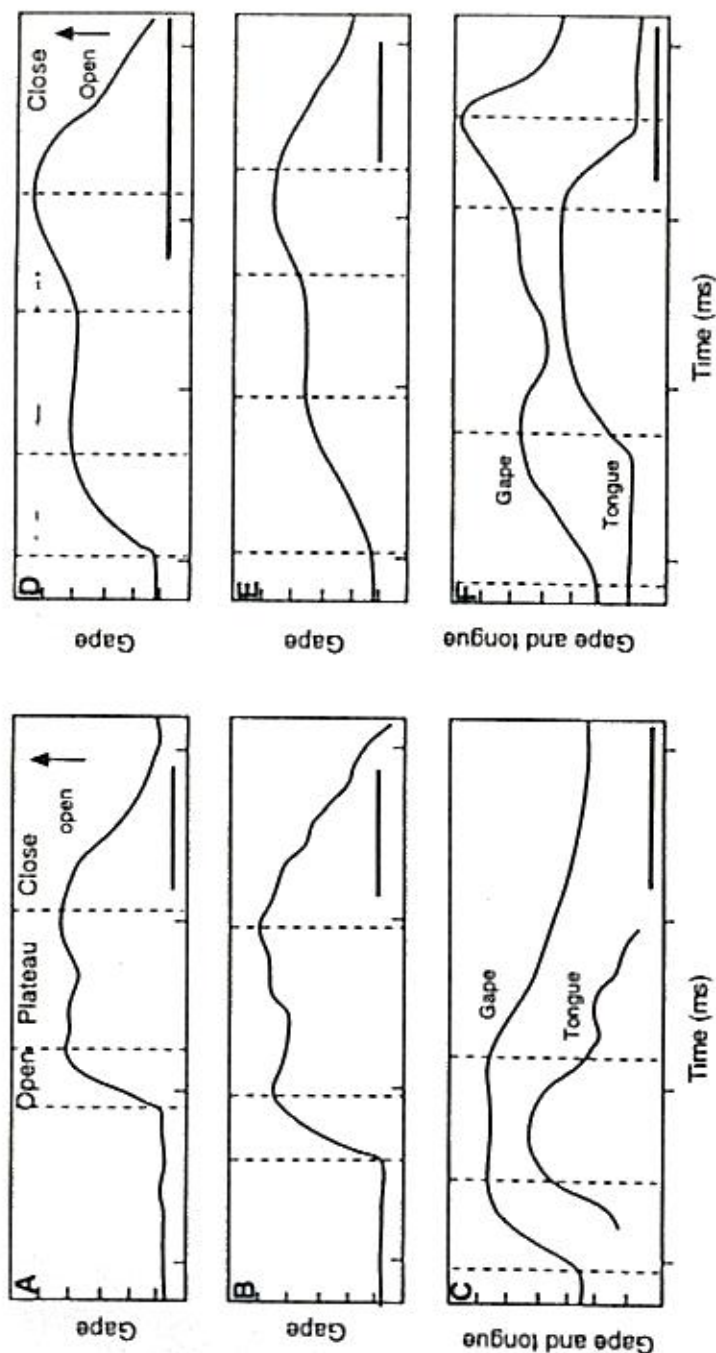 A
Open
Plateau
Close
open
Gape
B
Gape
C
Gape
Tongue
Gape and tongue
Time (ms)
D
Close
Open
Gape
E
Gape
F
Gape
Tongue
Gape and tongue
Time (ms)